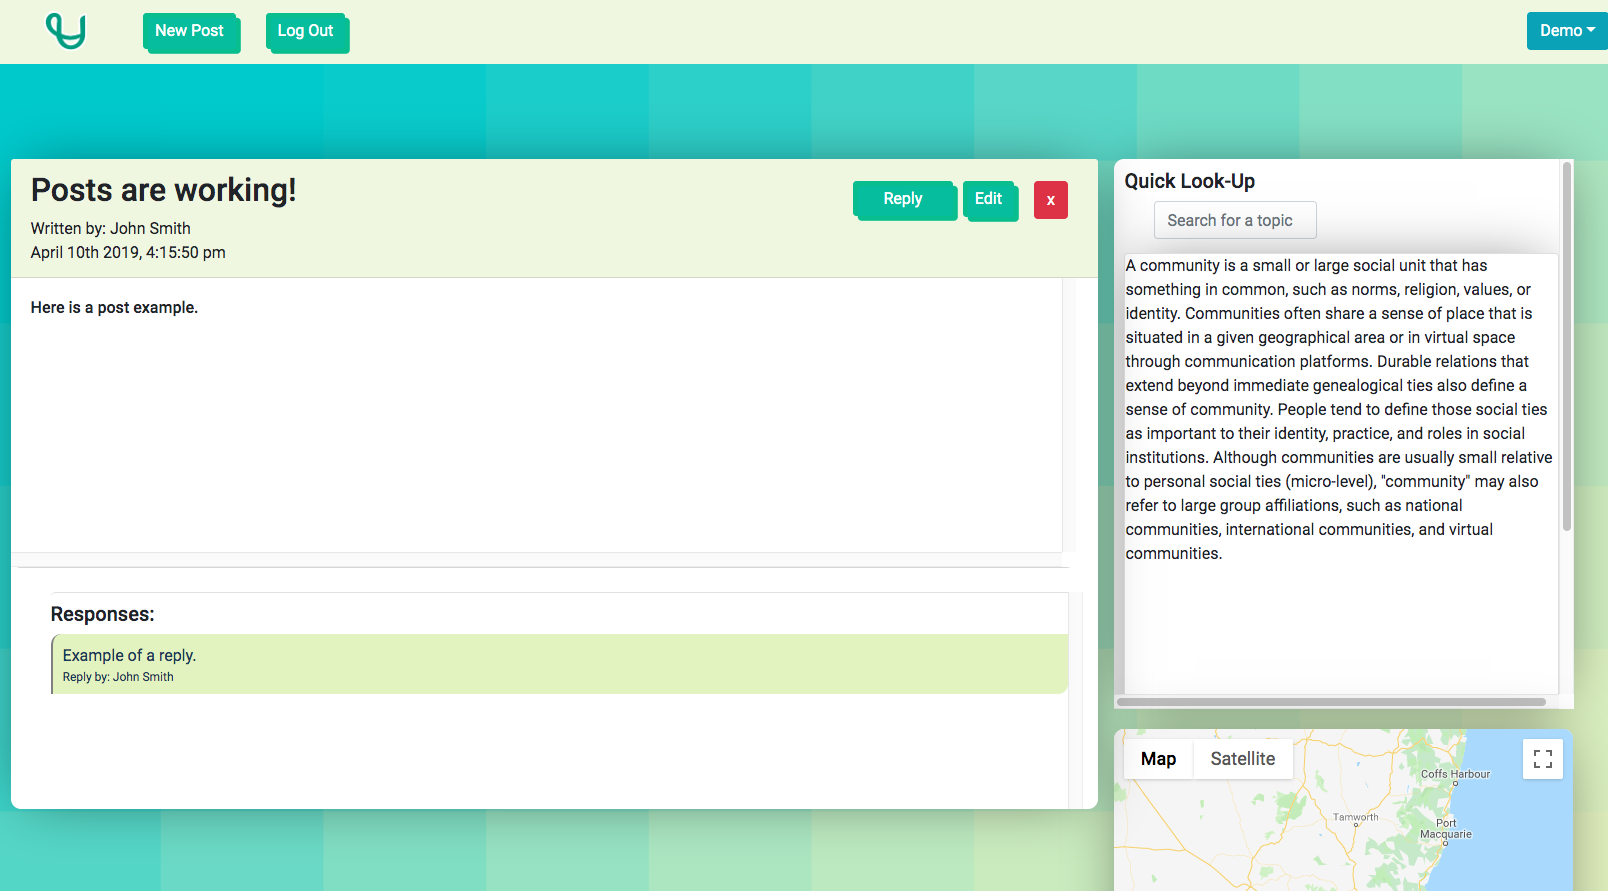 New Post
Log Out
Demo
Posts are working!
Written by: John Smith
April 10th 2019, 4:15:50 pm
Reply
Edit
x
Here is a post example.
Responses:
Example of a reply.
Reply by: John Smith
Quick Look-Up
Search for a topic
A community is a small or large social unit that has
something in common, such as norms, religion, values, or
identity. Communities often share a sense of place that is
situated in a given geographical area or in virtual space
through communication platforms. Durable relations that
extend beyond immediate genealogical ties also define a
sense of community. People tend to define those social ties
as important to their identity, practice, and roles in social
institutions. Although communities are usually small relative
to personal social ties (micro-level), "community" may also
refer to large group affiliations, such as national
communities, international communities, and virtual
communities.
Map
Satellite
Coffs Harbour
Tamworth
Port
Macquarie